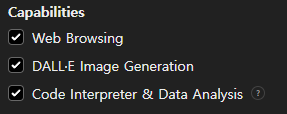 Capabilities
Web Browsing
DALL·E Image Generation
Code Interpreter & Data Analysis ?